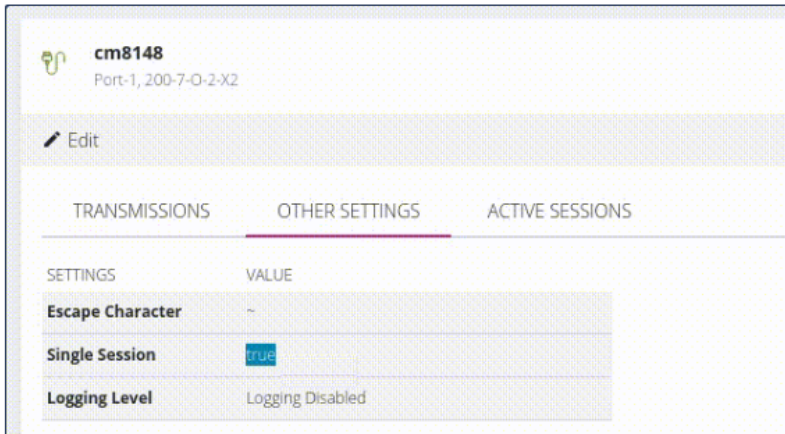 cm8148
Port-1, 200-7-O-2-X2
Edit
TRANSMISSIONS OTHER SETTINGS ACTIVE SESSIONS
SETTINGS VALUE
Escape Character ~
Single Session true
Logging Level Logging Disabled